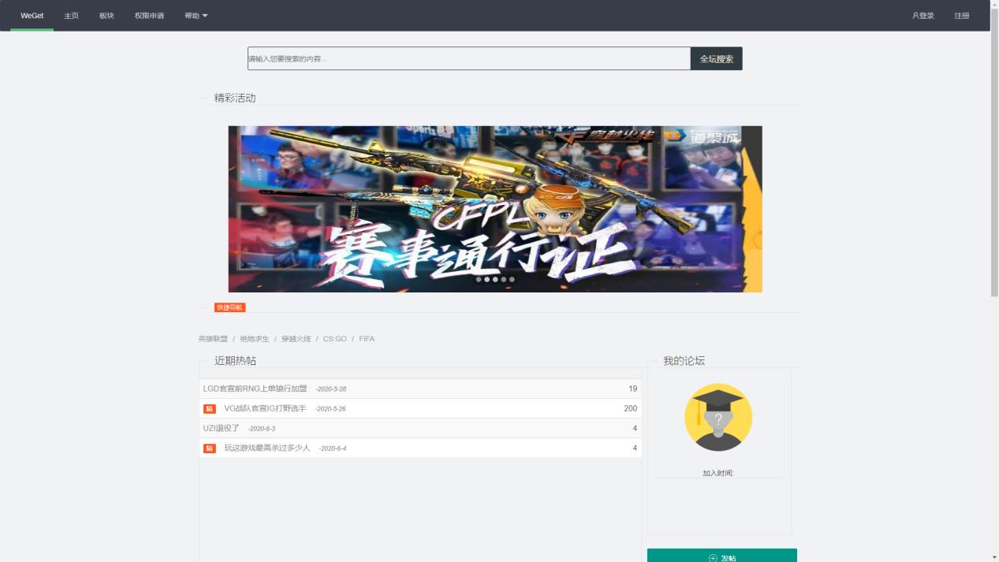 WeGet 主页 板块 权限申请 帮助 登录 注册
请输入您要搜索的内容... 全坛搜索
精彩活动
穿越火线 道聚城
CFPL
赛事通行证
快捷导航
英雄联盟 / 绝地求生 / 穿越火线 / CS:GO / FIFA
近期热帖
LGD官宣前RNG上单狼行加盟 -2020-5-28 19
精 VG战队官宣IG打野选手 -2020-5-26 200
UZI退役了 -2020-6-3 4
精 玩这游戏最高杀过多少人 -2020-6-4 4
我的论坛
?
加入时间:
发帖